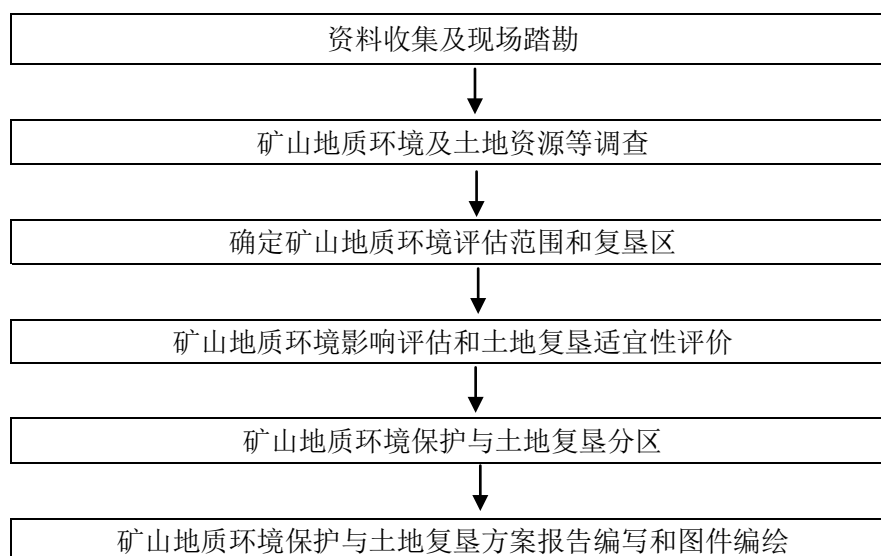 资料收集及现场踏勘
矿山地质环境及土地资源等调查
确定矿山地质环境评估范围和复垦区
矿山地质环境影响评估和土地复垦适宜性评价
矿山地质环境保护与土地复垦分区
矿山地质环境保护与土地复垦方案报告编写和图件编绘